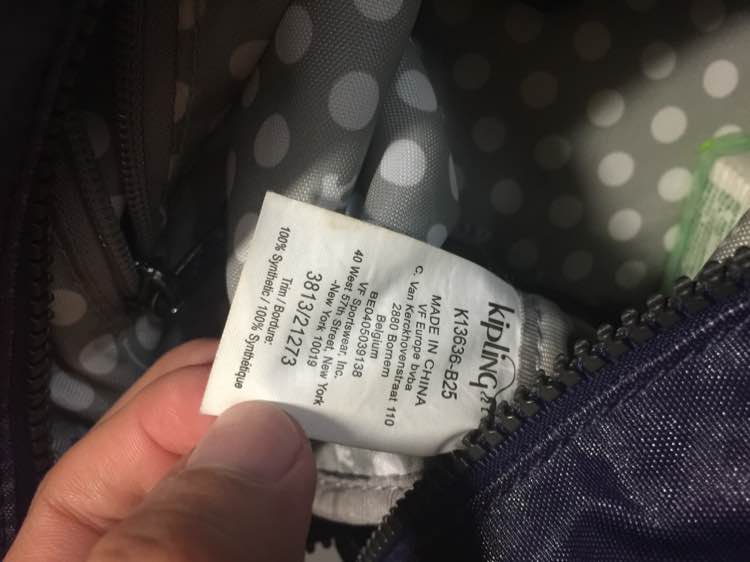 kipling
K13636-B25
MADE IN CHINA
VF Europe bvba
C. Van Kerckhovenstraat 110
2880 Bornem
Belgium
BE0405039138
VF Sportswear, Inc.
40 West 57th Street, New York
-New York 10019
3813/21273
Trim / Bordure:
100% Synthetic / 100% Synthétique